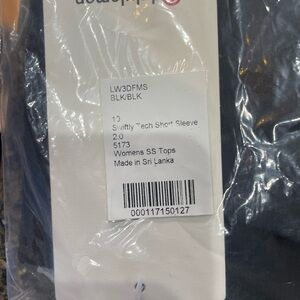 lululemon
LW3DFMS
BLK/BLK
10
Swiftly Tech Short Sleeve
2.0
5173
Womens SS Tops
Made in Sri Lanka
000117150127